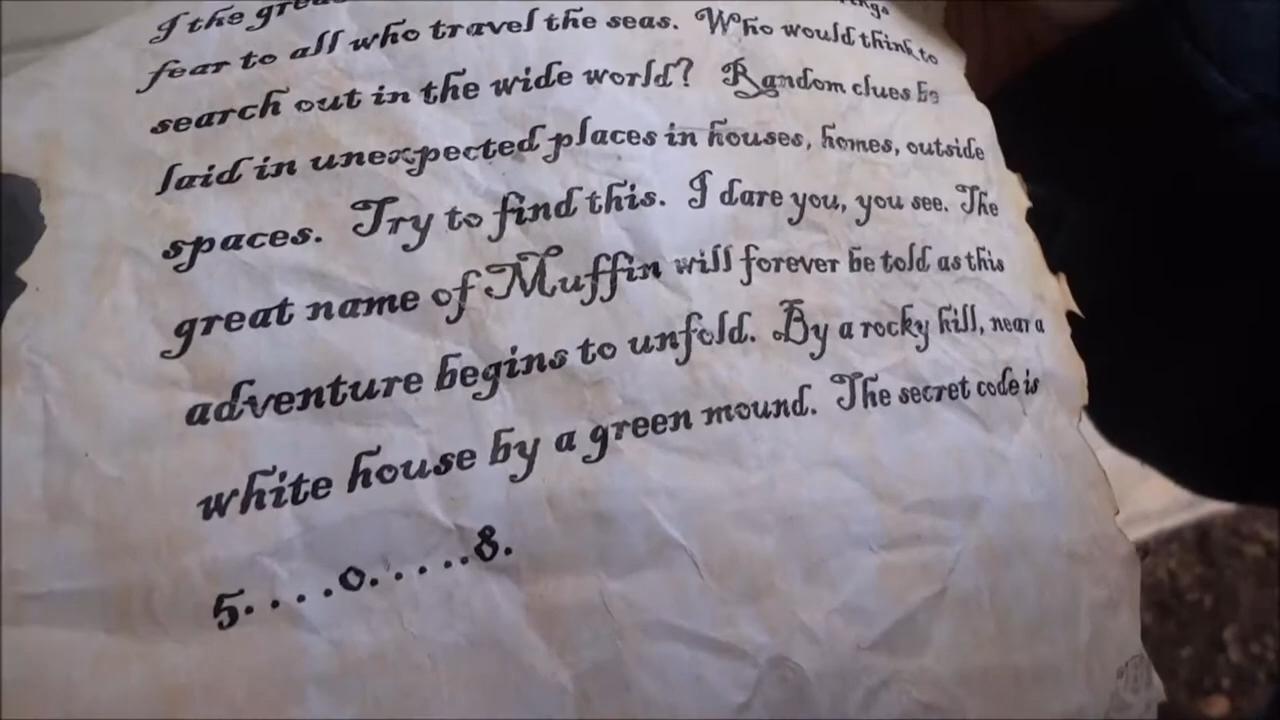 I the
fear to all who travel the seas. Who would think to
search out in the wide world? Random clues be
laid in unexpected places in houses, homes, outside
spaces. Try to find this. I dare you, you see. The
great name of Muffin will forever be told as this
adventure begins to unfold. By a rocky hill, near a
white house by a green mound. The secret code is
5....0.....8.